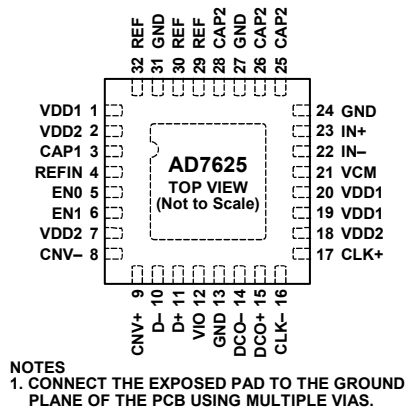 32 REF
31 GND
30 REF
29 REF
28 CAP2
27 GND
26 CAP2
25 CAP2
VDD1 1
VDD2 2
CAP1 3
REFIN 4
EN0 5
EN1 6
VDD2 7
CNV– 8
AD7625
TOP VIEW
(Not to Scale)
24 GND
23 IN+
22 IN–
21 VCM
20 VDD1
19 VDD1
18 VDD2
17 CLK+
CNV+ 9
D– 10
D+ 11
VIO 12
GND 13
DCO– 14
DCO+ 15
CLK– 16
NOTES
1. CONNECT THE EXPOSED PAD TO THE GROUND
PLANE OF THE PCB USING MULTIPLE VIAS.